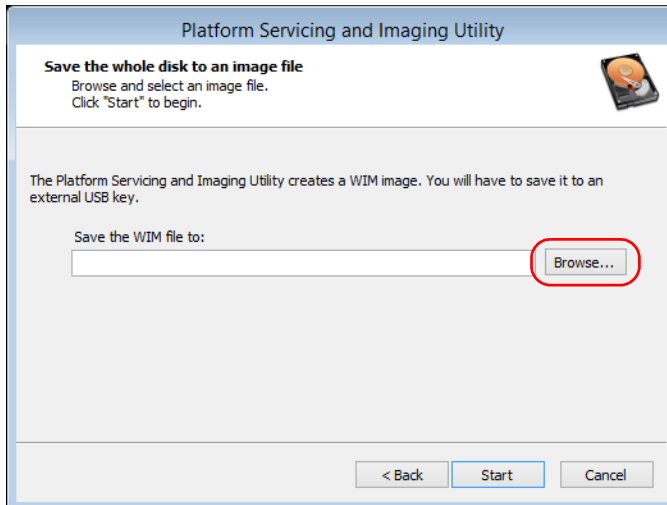 Platform Servicing and Imaging Utility
Save the whole disk to an image file
Browse and select an image file.
Click "Start" to begin.
The Platform Servicing and Imaging Utility creates a WIM image. You will have to save it to an
external USB key.
Save the WIM file to:
Browse...
< Back Start Cancel